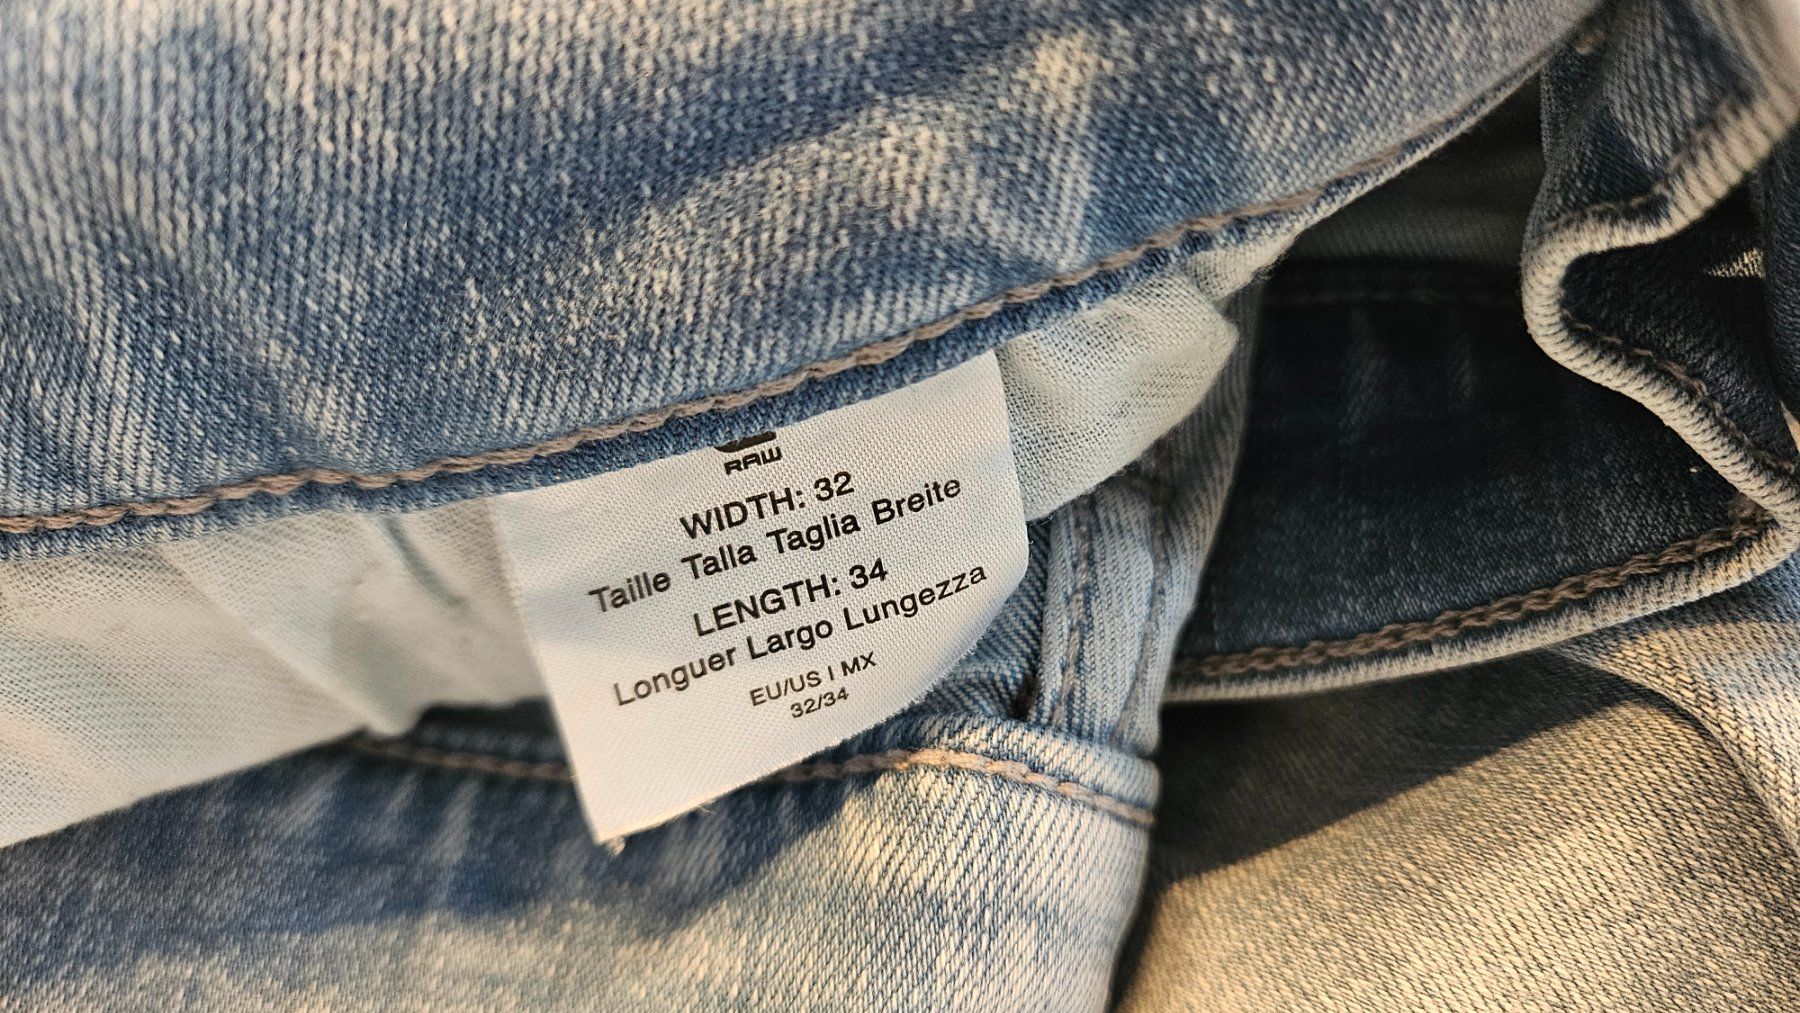 RAW
WIDTH: 32
Taille Talla Taglia Breite
LENGTH: 34
Longuer Largo Lungezza
EU/US | MX
32/34